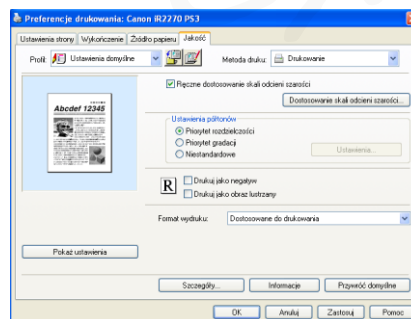 Preferencje drukowania: Canon iR2270 PS3
Ustawienia strony Wykończenie Źródło papieru Jakość
Profil: Ustawienia domyślne Metoda druku: Drukowanie
Ręczne dostosowanie skali odcieni szarości
Dostosowanie skali odcieni szarości...
Abcdef 12345
Ustawienia półtonów
Priorytet rozdzielczości
Priorytet gradacji
Niestandardowe Ustawienia...
R Drukuj jako negatyw
Drukuj jako obraz lustrzany
Format wydruku: Dostosowane do drukowania
Pokaż ustawienia
Szczegóły... Informacje Przywróć domyślne
OK Anuluj Zastosuj Pomoc